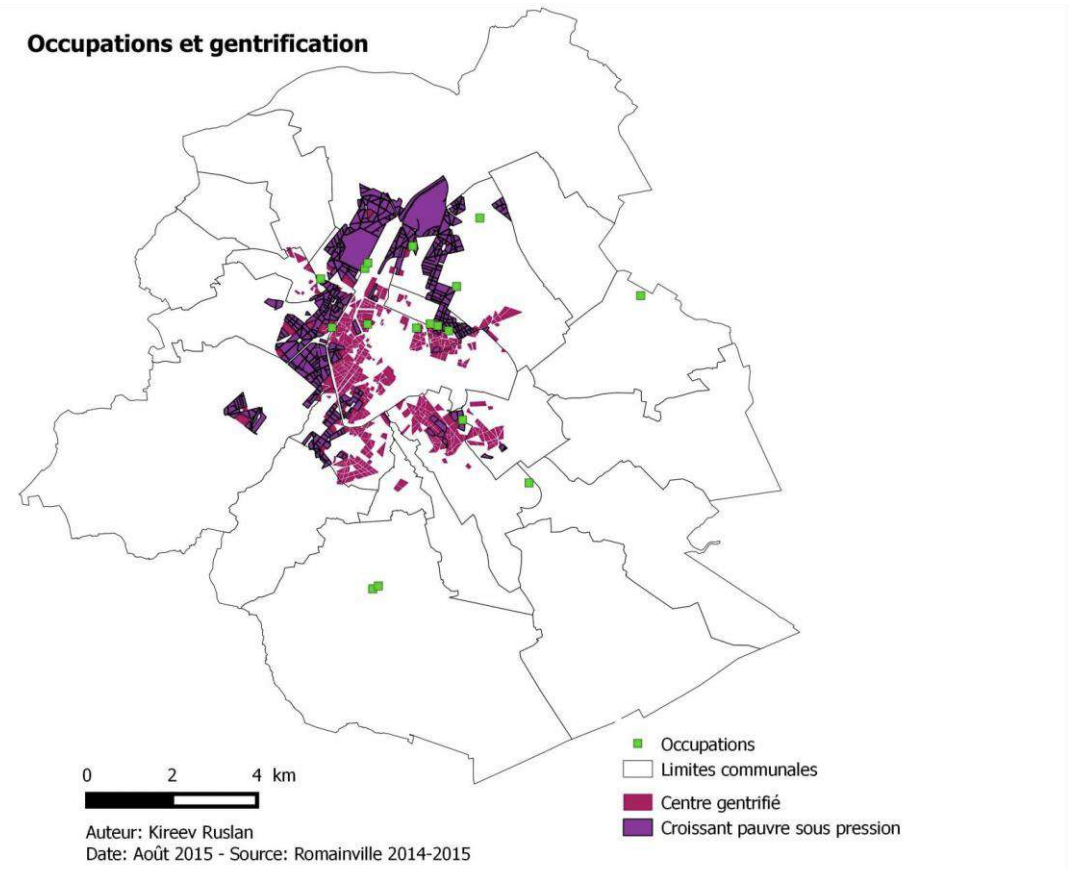 Occupations et gentrification
Occupations
Limites communales
Centre gentrifié
Croissant pauvre sous pression
0 2 4 km
Auteur: Kireev Ruslan
Date: Août 2015 - Source: Romainville 2014-2015